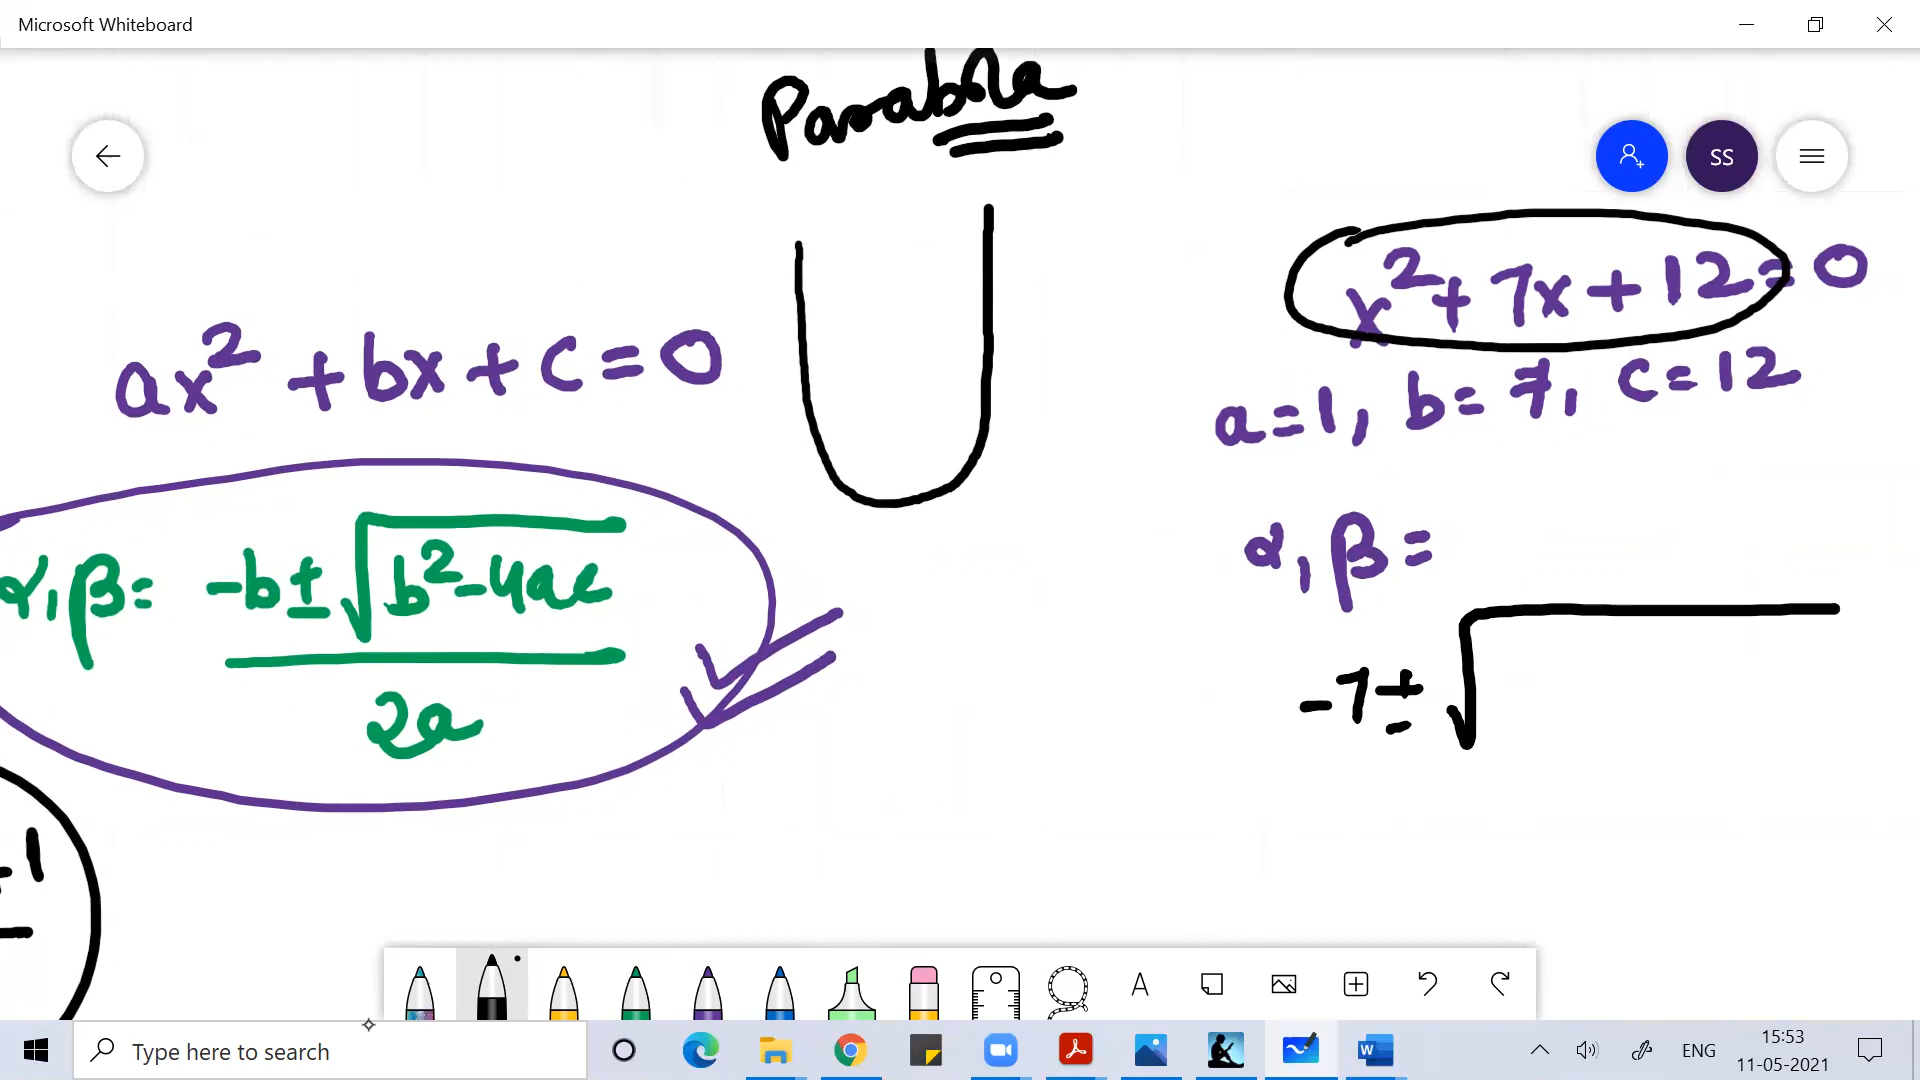 Microsoft Whiteboard
Parabola
SS
x² + 7x + 12 = 0
ax² + bx + c = 0
a = 1, b = 7, c = 12
α, β = -b ± √b² - 4ac
2a
α, β =
-7 ± √
+1
A
Type here to search
ENG
15:53
11-05-2021